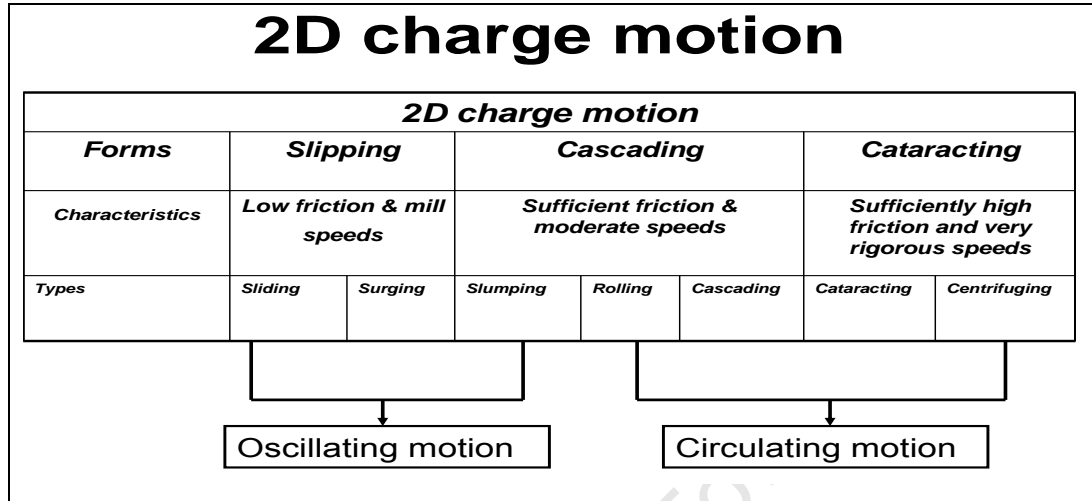 2D charge motion
2D charge motion
Forms Slipping Cascading Cataracting
Characteristics Low friction & mill speeds Sufficient friction & moderate speeds Sufficiently high friction and very rigorous speeds
Types Sliding Surging Slumping Rolling Cascading Cataracting Centrifuging
Oscillating motion Circulating motion